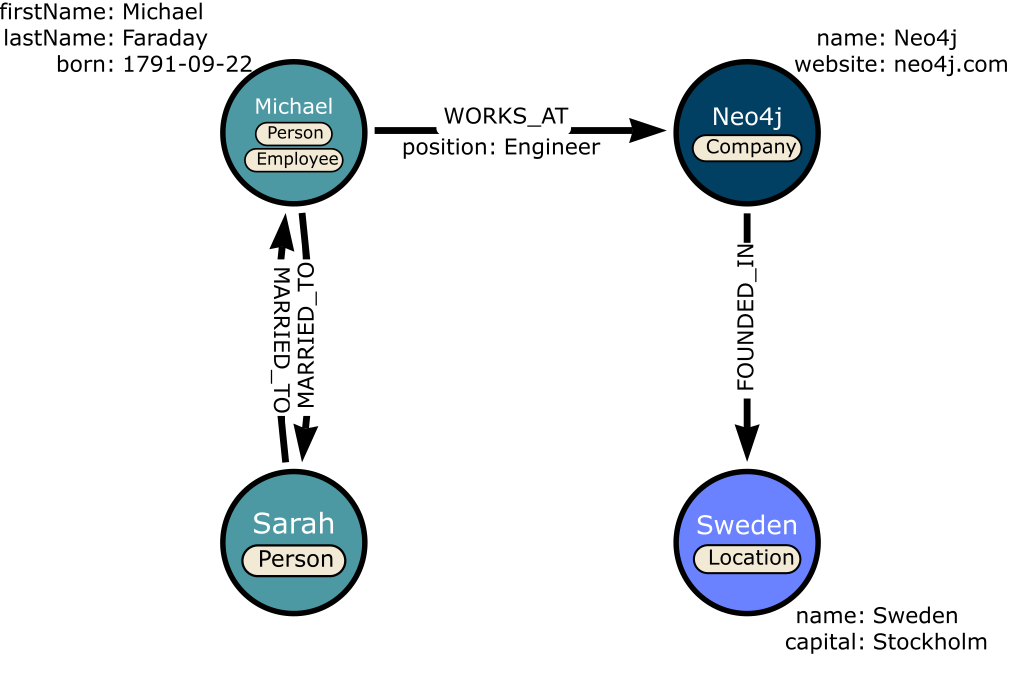 firstName: Michael
lastName: Faraday
born: 1791-09-22
name: Neo4j
website: neo4j.com
Michael
Person
Employee
WORKS_AT
position: Engineer
Neo4j
Company
MARRIED_TO
MARRIED_TO
FOUNDED_IN
Sarah
Person
Sweden
Location
name: Sweden
capital: Stockholm